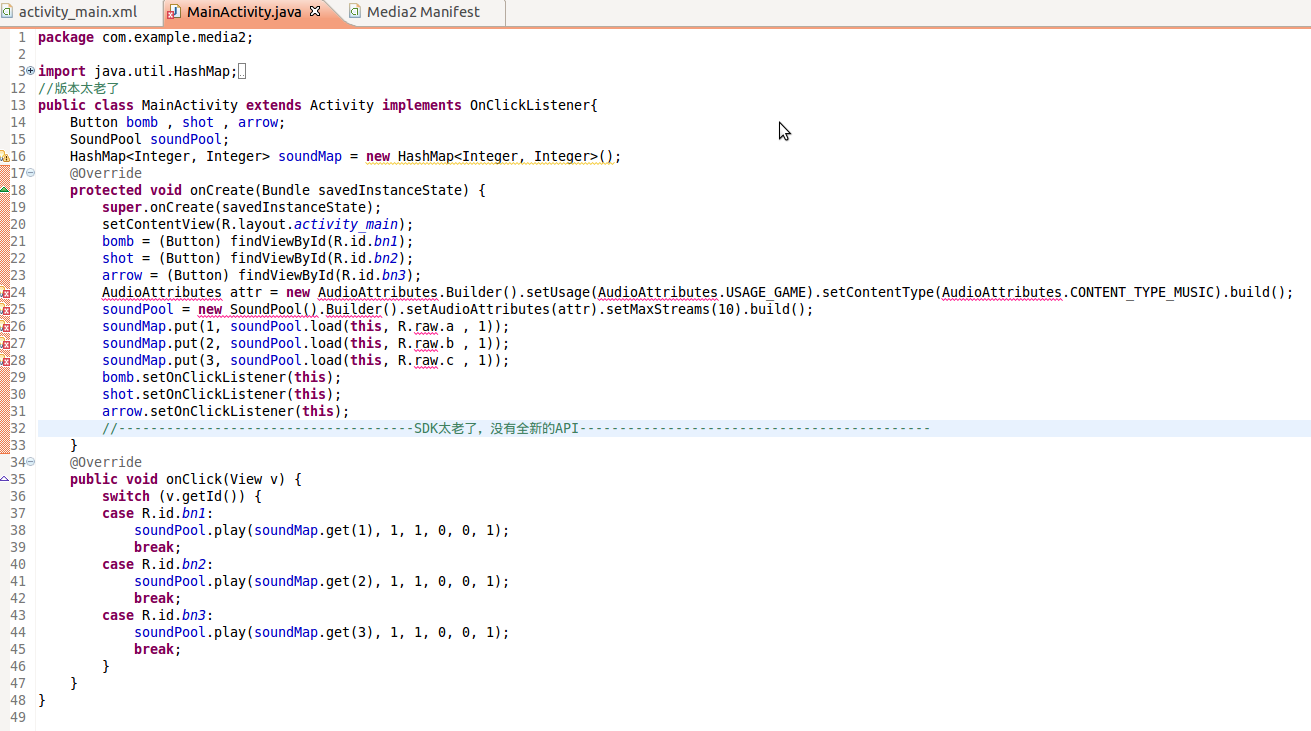 activity_main.xml MainActivity.java Media2 Manifest
1 package com.example.media2;
2
3 import java.util.HashMap;
12 //版本太老了
13 public class MainActivity extends Activity implements OnClickListener{
14     Button bomb , shot , arrow;
15     SoundPool soundPool;
16     HashMap<Integer, Integer> soundMap = new HashMap<Integer, Integer>();
17     @Override
18     protected void onCreate(Bundle savedInstanceState) {
19         super.onCreate(savedInstanceState);
20         setContentView(R.layout.activity_main);
21         bomb = (Button) findViewById(R.id.bn1);
22         shot = (Button) findViewById(R.id.bn2);
23         arrow = (Button) findViewById(R.id.bn3);
24         AudioAttributes attr = new AudioAttributes.Builder().setUsage(AudioAttributes.USAGE_GAME).setContentType(AudioAttributes.CONTENT_TYPE_MUSIC).build();
25         soundPool = new SoundPool().Builder().setAudioAttributes(attr).setMaxStreams(10).build();
26         soundMap.put(1, soundPool.load(this, R.raw.a , 1));
27         soundMap.put(2, soundPool.load(this, R.raw.b , 1));
28         soundMap.put(3, soundPool.load(this, R.raw.c , 1));
29         bomb.setOnClickListener(this);
30         shot.setOnClickListener(this);
31         arrow.setOnClickListener(this);
32         //-------------------------------------SDK太老了，没有全新的API--------------------------------------------
33     }
34     @Override
35     public void onClick(View v) {
36         switch (v.getId()) {
37         case R.id.bn1:
38             soundPool.play(soundMap.get(1), 1, 1, 0, 0, 1);
39             break;
40         case R.id.bn2:
41             soundPool.play(soundMap.get(2), 1, 1, 0, 0, 1);
42             break;
43         case R.id.bn3:
44             soundPool.play(soundMap.get(3), 1, 1, 0, 0, 1);
45             break;
46         }
47     }
48 }
49